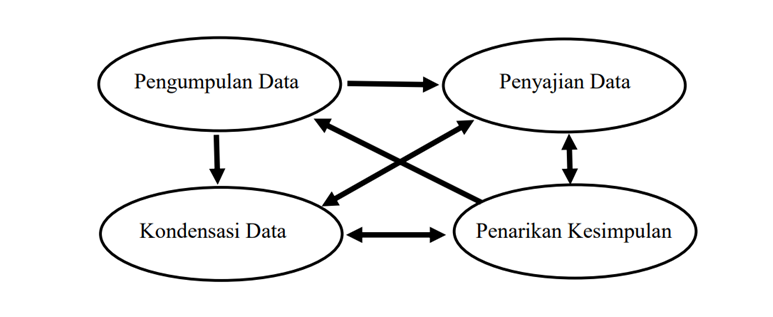 Pengumpulan Data
Penyajian Data
Kondensasi Data
Penarikan Kesimpulan